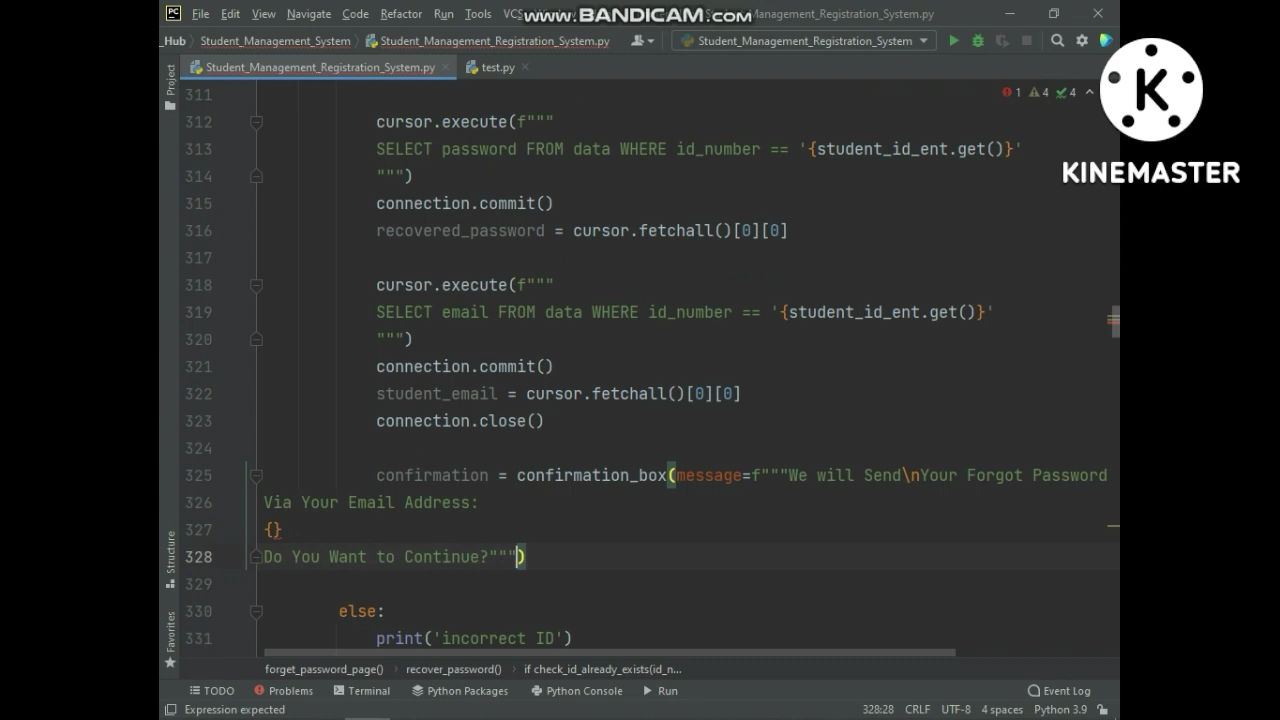 PC File Edit View Navigate Code Refactor Run Tools VCS www.BANDICAM.com Student_Management_Registration_System.py
_Hub Student_Management_System Student_Management_Registration_System.py Student_Management_Registration_System
Student_Management_Registration_System.py test.py
Project
1 4 4
K
KINEMASTER
311
312 cursor.execute(f"""
313 SELECT password FROM data WHERE id_number == '{student_id_ent.get()}'
314 """)
315 connection.commit()
316 recovered_password = cursor.fetchall()[0][0]
317
318 cursor.execute(f"""
319 SELECT email FROM data WHERE id_number == '{student_id_ent.get()}'
320 """)
321 connection.commit()
322 student_email = cursor.fetchall()[0][0]
323 connection.close()
324
325 confirmation = confirmation_box(message=f"""We will Send\nYour Forgot Password
326 Via Your Email Address:
327 {}
328 Do You Want to Continue?""")
329
330 else:
331 print('incorrect ID')
Structure
Favorites
forget_password_page() recover_password() if check_id_already_exists(id_n...
TODO Problems Terminal Python Packages Python Console Run Event Log
Expression expected 328:28 CRLF UTF-8 4 spaces Python 3.9